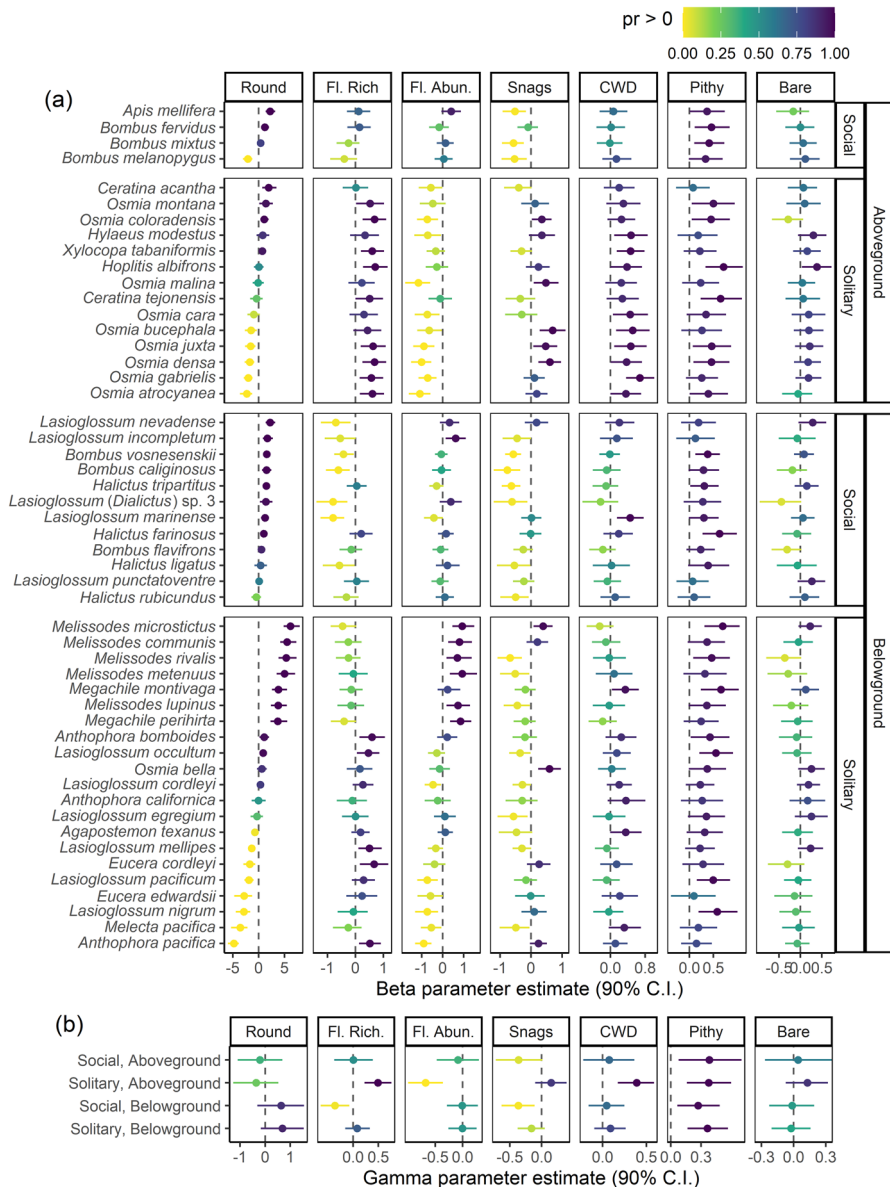 pr > 0
0.00 0.25 0.50 0.75 1.00
(a)
Round Fl. Rich Fl. Abun. Snags CWD Pithy Bare
Apis mellifera
Bombus fervidus
Bombus mixtus
Bombus melanopygus
Social
Ceratina acantha
Osmia montana
Osmia coloradensis
Hylaeus modestus
Xylocopa tabaniformis
Hoplitis albifrons
Osmia malina
Ceratina tejonensis
Osmia cara
Osmia bucephala
Osmia juxta
Osmia densa
Osmia gabrielis
Osmia atrocyanea
Solitary
Aboveground
Lasioglossum nevadense
Lasioglossum incompletum
Bombus vosnesenskii
Bombus caliginosus
Halictus tripartitus
Lasioglossum (Dialictus) sp. 3
Lasioglossum marinense
Halictus farinosus
Bombus flavifrons
Halictus ligatus
Lasioglossum punctatoventre
Halictus rubicundus
Social
Melissodes microstictus
Melissodes communis
Melissodes rivalis
Melissodes metenuus
Megachile montivaga
Melissodes lupinus
Megachile perihirta
Anthophora bomboides
Lasioglossum occultum
Osmia bella
Lasioglossum cordleyi
Anthophora californica
Lasioglossum egregium
Agapostemon texanus
Lasioglossum mellipes
Eucera cordleyi
Lasioglossum pacificum
Eucera edwardsii
Lasioglossum nigrum
Melecta pacifica
Anthophora pacifica
Solitary
Belowground
-5 0 5 -1 0 1 -1 0 1 -1 0 1 0.0 0.8 0.0 0.5 -0.5 0.0 0.5
Beta parameter estimate (90% C.I.)
(b)
Round Fl. Rich. Fl. Abun. Snags CWD Pithy Bare
Social, Aboveground
Solitary, Aboveground
Social, Belowground
Solitary, Belowground
-1 0 1 0.0 0.5 -0.5 0.0 -0.5 0.0 0.0 0.5 0.0 0.3 -0.3 0.0 0.3
Gamma parameter estimate (90% C.I.)